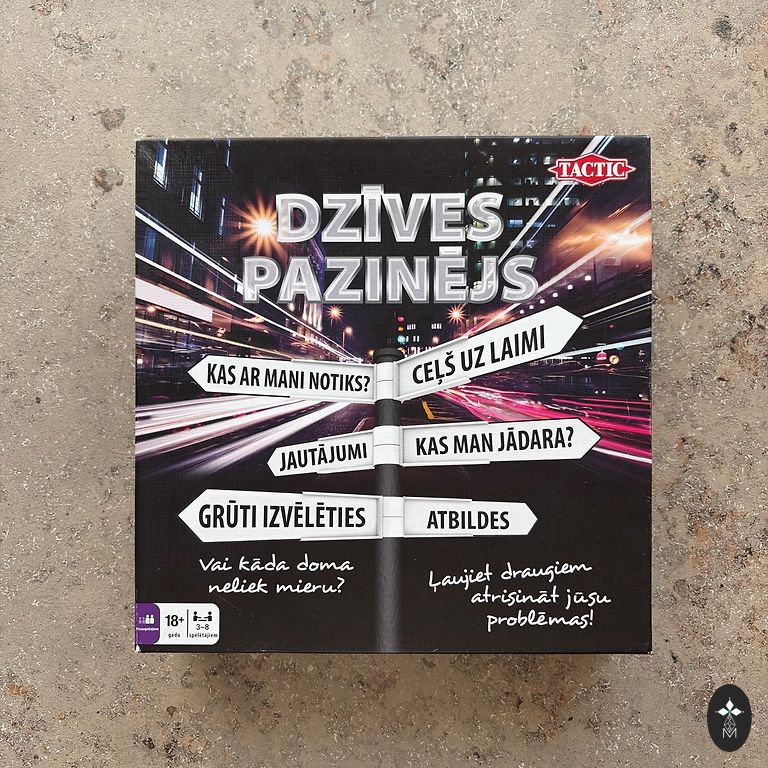 TACTIC
DZĪVES
PAZINĒJS
CEĻŠ UZ LAIMI
KAS AR MANI NOTIKS?
KAS MAN JĀDARA?
JAUTĀJUMI
GRŪTI IZVĒLĒTIES
ATBILDES
Vai kāda doma
neliek mieru?
Ļaujiet draugiem
atrisināt jūsu
problēmas!
Pieaugušajiem
18+
gadu
3–8
spēlētājiem
M